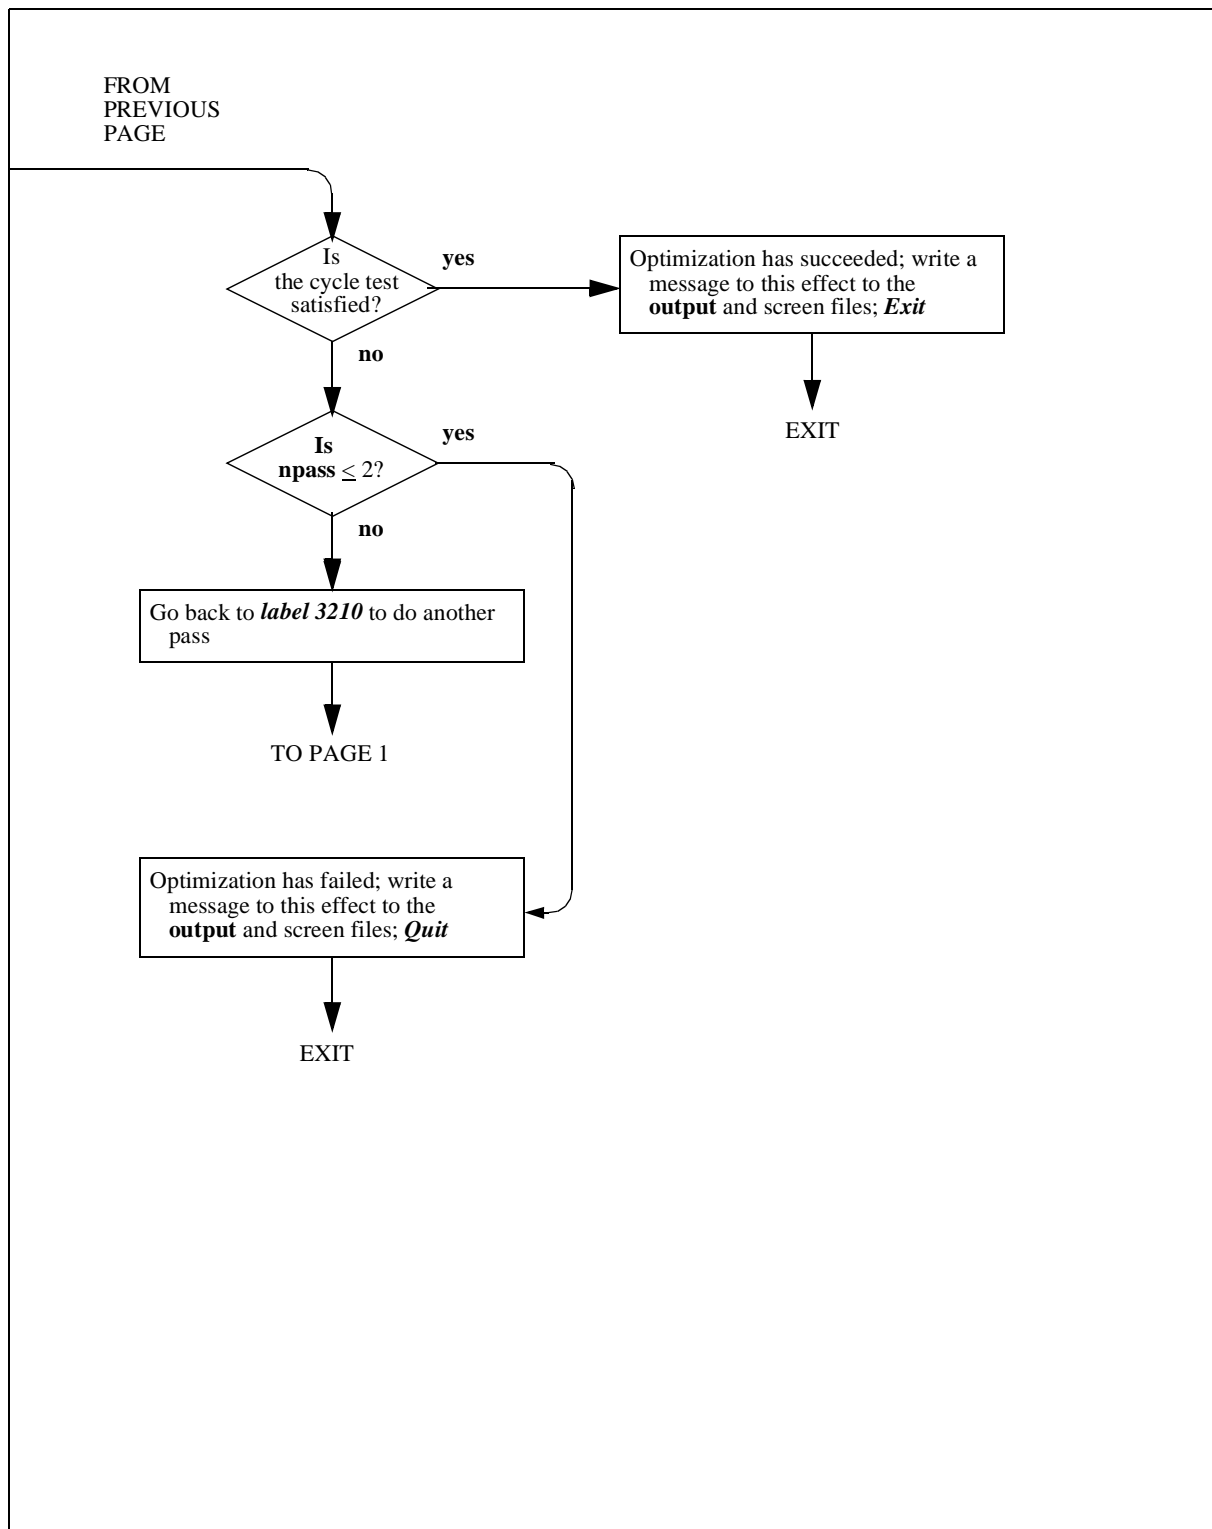 FROM
PREVIOUS
PAGE
Is
the cycle test
satisfied?
yes
Optimization has succeeded; write a
message to this effect to the
output and screen files; Exit
no
EXIT
Is
npass ≤ 2?
yes
no
Go back to label 3210 to do another
pass
TO PAGE 1
Optimization has failed; write a
message to this effect to the
output and screen files; Quit
EXIT